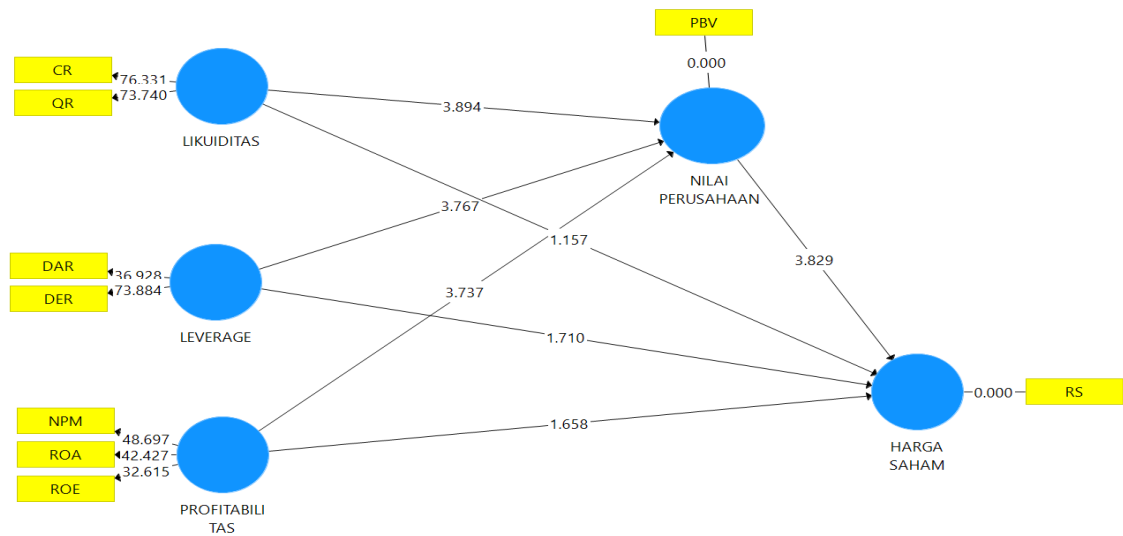 PBV
0.000
CR
76.331
QR
73.740
LIKUIDITAS
3.894
NILAI
PERUSAHAAN
3.767
1.157
3.829
DAR
36.928
DER
73.884
LEVERAGE
3.737
1.710
NPM
48.697
ROA
42.427
ROE
32.615
PROFITABILI
TAS
1.658
0.000
RS
HARGA
SAHAM